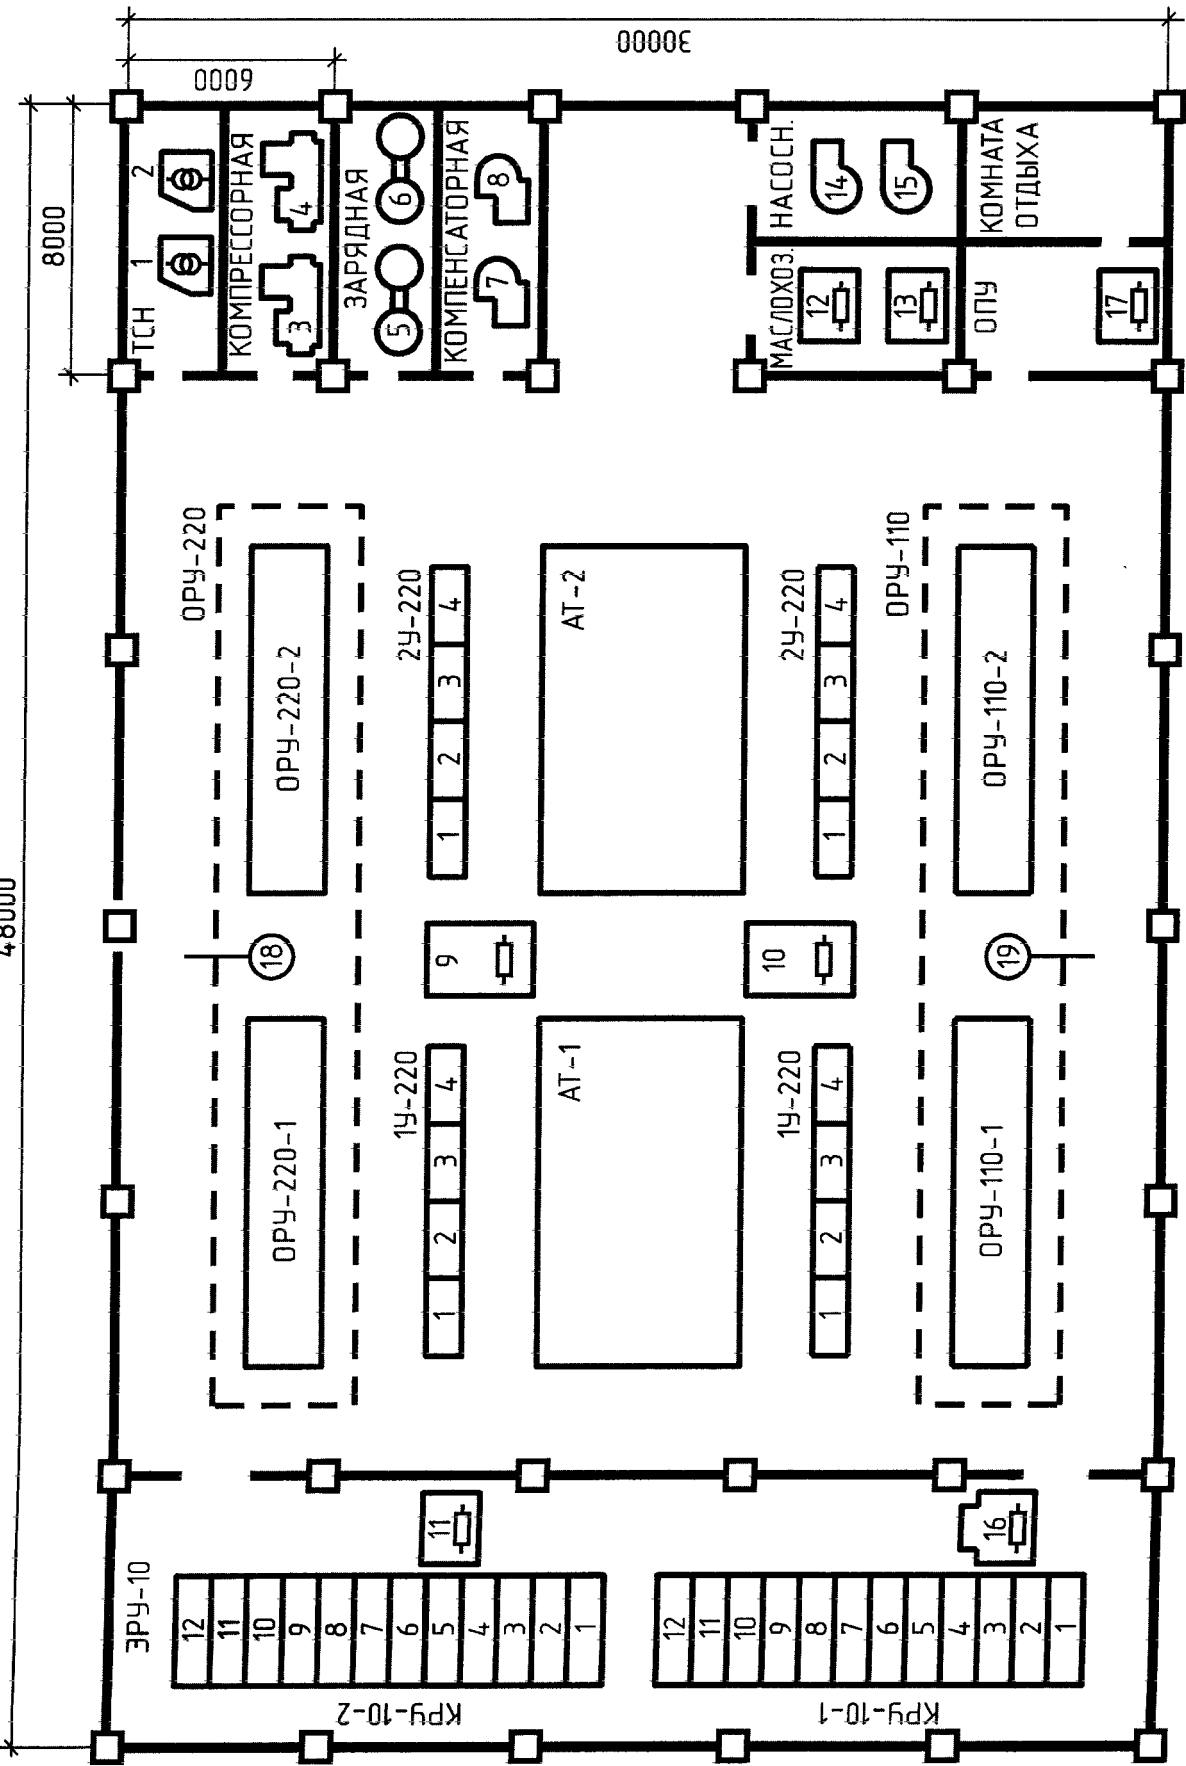 30000
6000
8000
48000
ТСН
1
2
КОМПРЕССОРНАЯ
3
4
ЗАРЯДНАЯ
5
6
КОМПЕНСАТОРНАЯ
7
8
НАСОСН.
14
15
МАСЛОХОЗ.
12
13
КОМНАТА
ОТДЫХА
ОПУ
17
ОРУ-220
ОРУ-220-1
ОРУ-220-2
18
1У-220
1
2
3
4
2У-220
1
2
3
4
АТ-1
АТ-2
9
10
1У-220
1
2
3
4
2У-220
1
2
3
4
ОРУ-110
ОРУ-110-1
ОРУ-110-2
19
ЗРУ-10
11
16
12
11
10
9
8
7
6
5
4
3
2
1
КРУ-10-2
12
11
10
9
8
7
6
5
4
3
2
1
КРУ-10-1